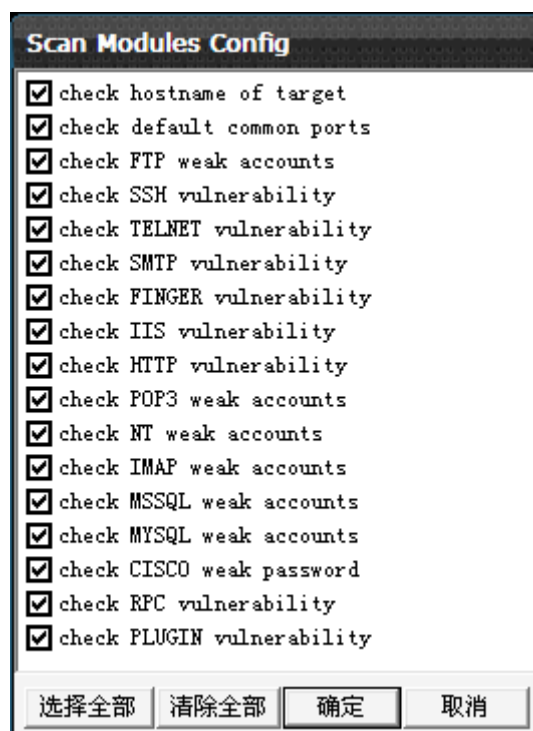 Scan Modules Config
check hostname of target
check default common ports
check FTP weak accounts
check SSH vulnerability
check TELNET vulnerability
check SMTP vulnerability
check FINGER vulnerability
check IIS vulnerability
check HTTP vulnerability
check POP3 weak accounts
check NT weak accounts
check IMAP weak accounts
check MSSQL weak accounts
check MYSQL weak accounts
check CISCO weak password
check RPC vulnerability
check PLUGIN vulnerability
选择全部 清除全部 确定 取消